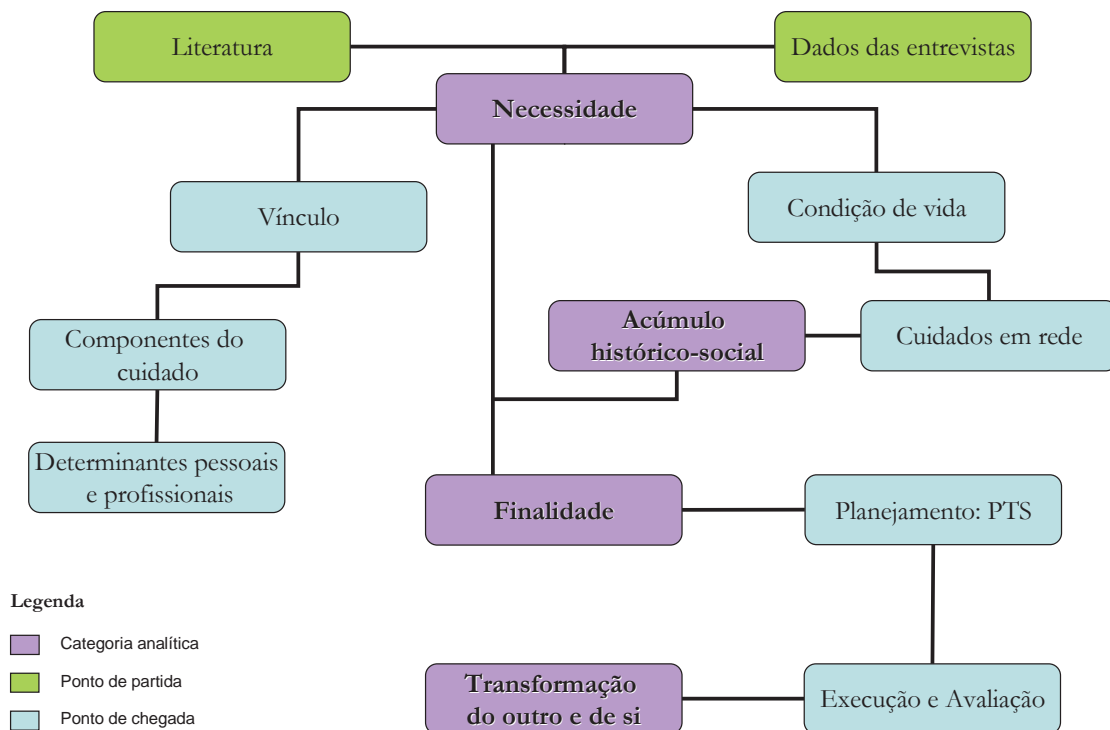 Literatura
Dados das entrevistas
Necessidade
Vínculo
Condição de vida
Acúmulo
histórico-social
Cuidados em rede
Componentes do
cuidado
Determinantes pessoais
e profissionais
Finalidade
Planejamento: PTS
Legenda
Categoria analítica
Ponto de partida
Ponto de chegada
Transformação
do outro e de si
Execução e Avaliação